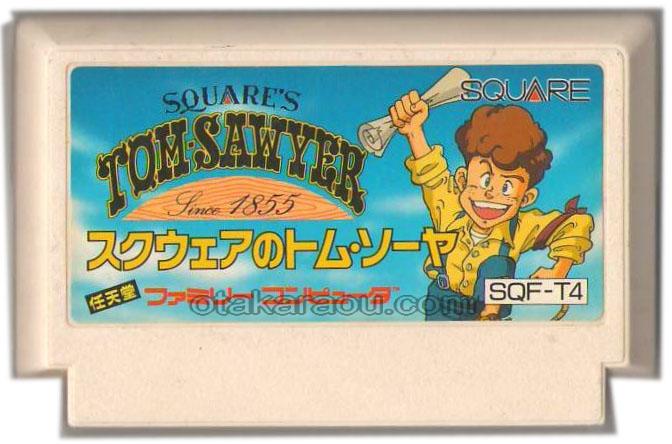 SQUARE'S
SQUARE
TOM·SAWYER
Since 1855
スクウェアのトム・ソーヤ
任天堂 ファミリーコンピュータ
SQF-T4
otakaraou.com